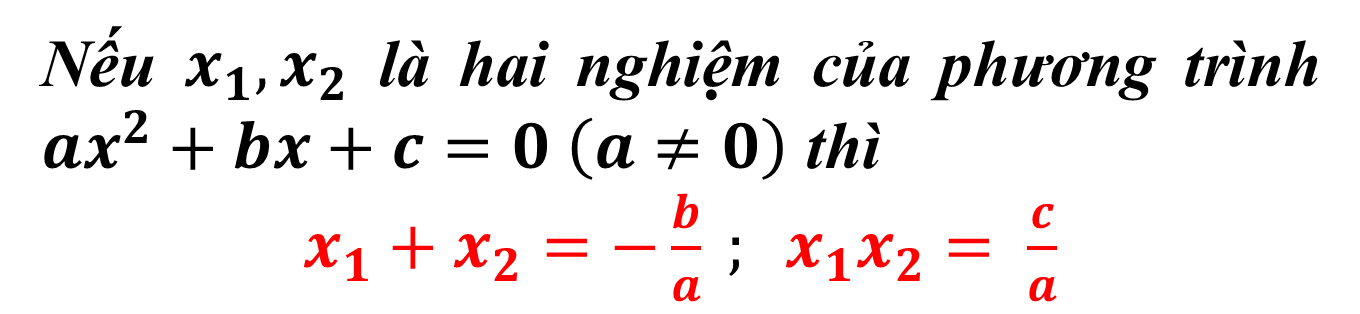 Nếu x₁, x₂ là hai nghiệm của phương trình
ax² + bx + c = 0 (a ≠ 0) thì
x₁ + x₂ = −b/a ; x₁x₂ = c/a